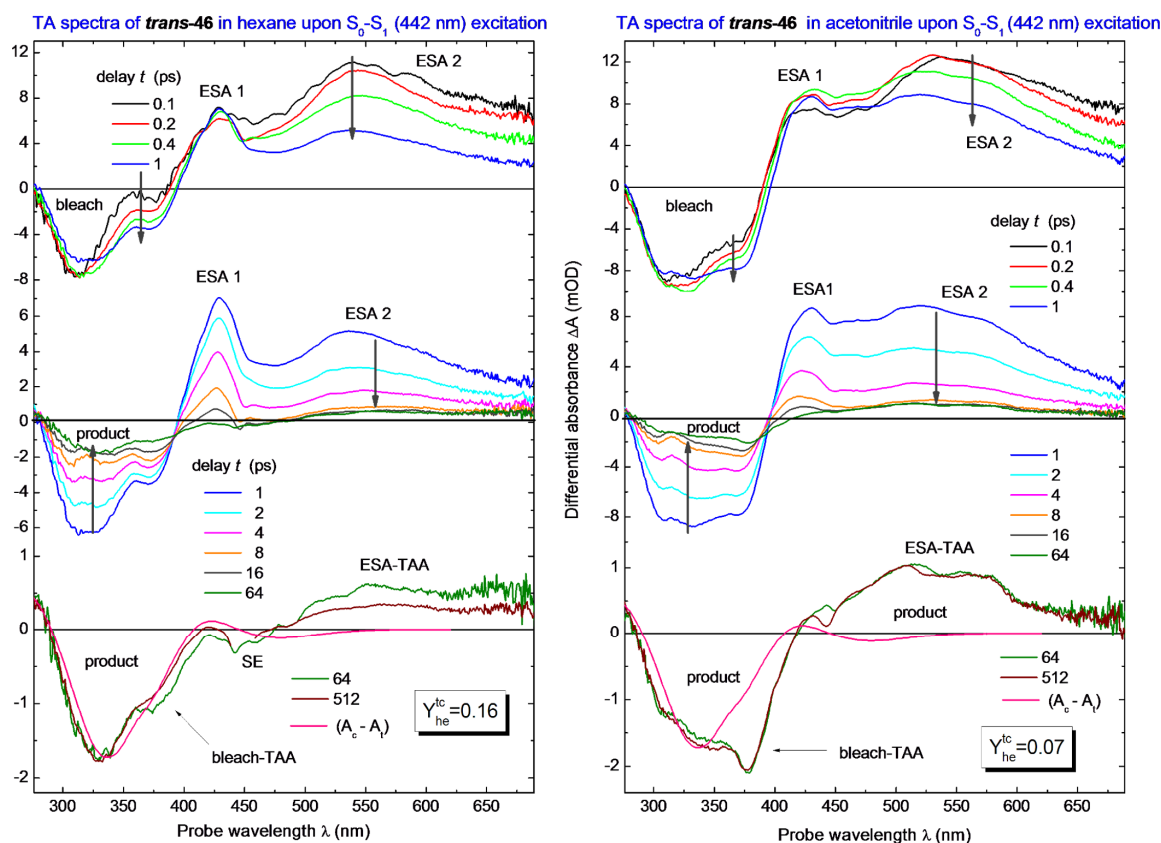 TA spectra of trans-46 in hexane upon S0-S1 (442 nm) excitation
12
8
4
0
-4
-8
delay t (ps)
0.1
0.2
0.4
1
ESA 1
ESA 2
bleach
8
6
4
2
0
-2
-4
-6
ESA 1
ESA 2
product
delay t (ps)
1
2
4
8
16
64
1
0
-1
-2
ESA-TAA
product
SE
64
512
(Ac - At)
bleach-TAA
Y tc he =0.16
300 350 400 450 500 550 600 650
Probe wavelength λ (nm)
TA spectra of trans-46 in acetonitrile upon S0-S1 (442 nm) excitation
Differential absorbance ΔA (mOD)
12
8
4
0
-4
-8
ESA 1
ESA 2
bleach
delay t (ps)
0.1
0.2
0.4
1
8
4
0
-4
-8
ESA1
ESA 2
product
1
2
4
8
16
64
1
0
-1
-2
ESA-TAA
product
product
64
512
(Ac - At)
bleach-TAA
Y tc he =0.07
300 350 400 450 500 550 600 650
Probe wavelength λ (nm)